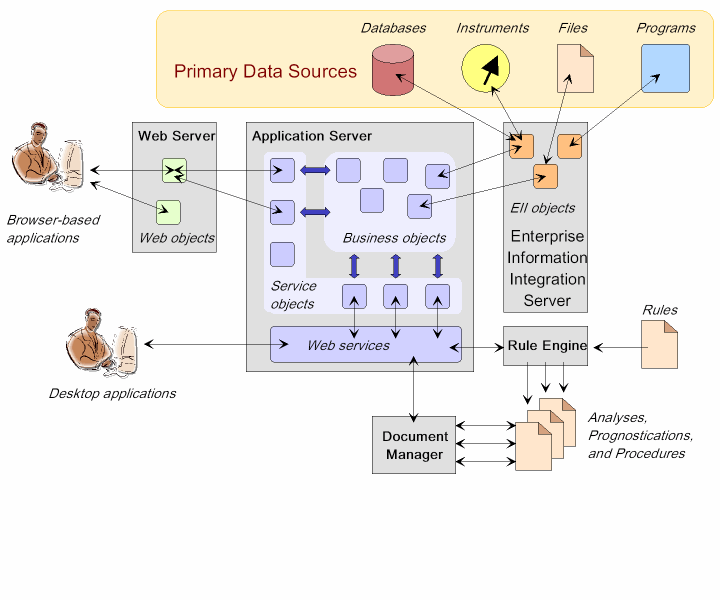 Databases
Instruments
Files
Programs
Primary Data Sources
Web Server
Application Server
Browser-based
applications
Web objects
Business objects
EII objects
Enterprise
Information
Integration
Server
Service
objects
Rules
Web services
Rule Engine
Desktop applications
Document
Manager
Analyses,
Prognostications,
and Procedures